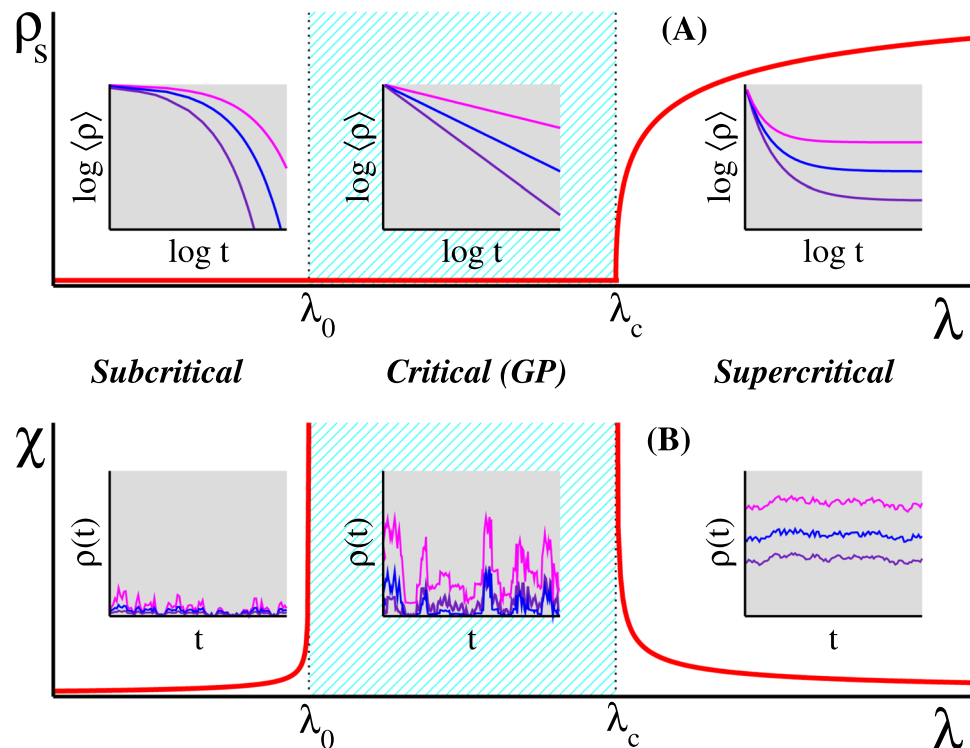 ρs
(A)
log ⟨ρ⟩
log t
log ⟨ρ⟩
log t
log ⟨ρ⟩
log t
λ0
λc
λ
Subcritical
Critical (GP)
Supercritical
χ
(B)
ρ(t)
t
ρ(t)
t
ρ(t)
t
λ0
λc
λ